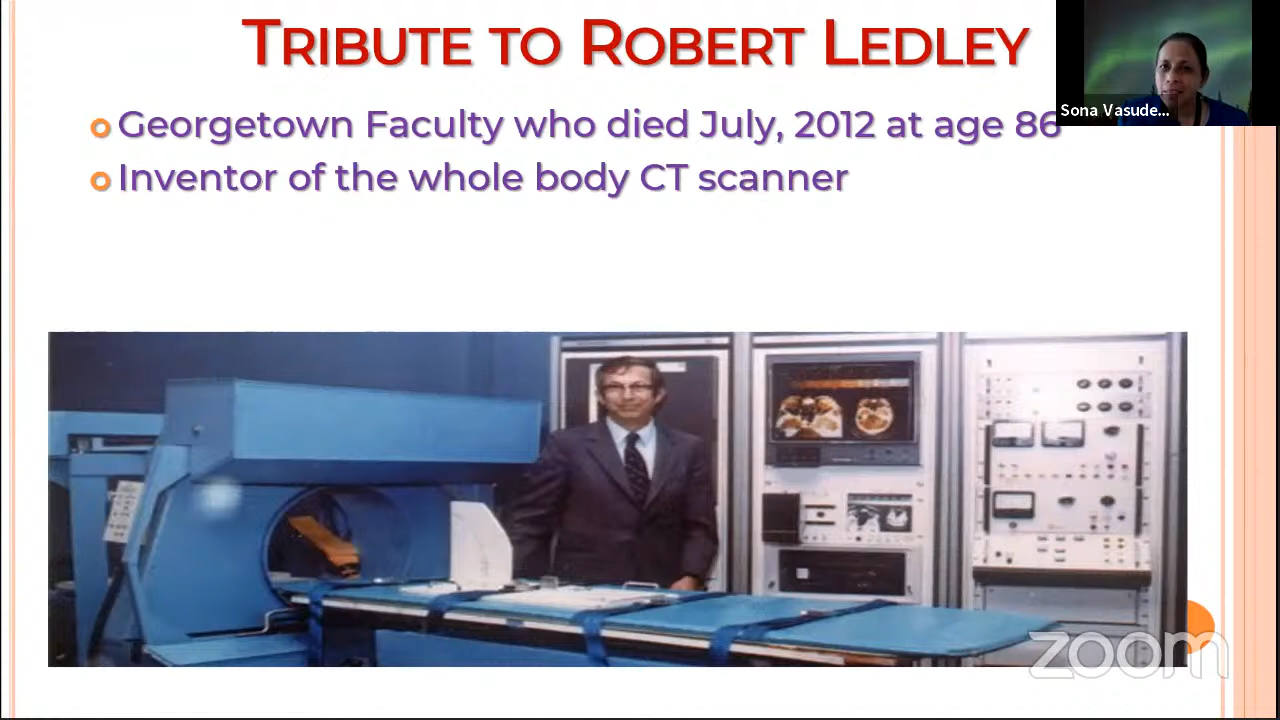 TRIBUTE TO ROBERT LEDLEY
Georgetown Faculty who died July, 2012 at age 86
Inventor of the whole body CT scanner
Sona Vasude...
zoom